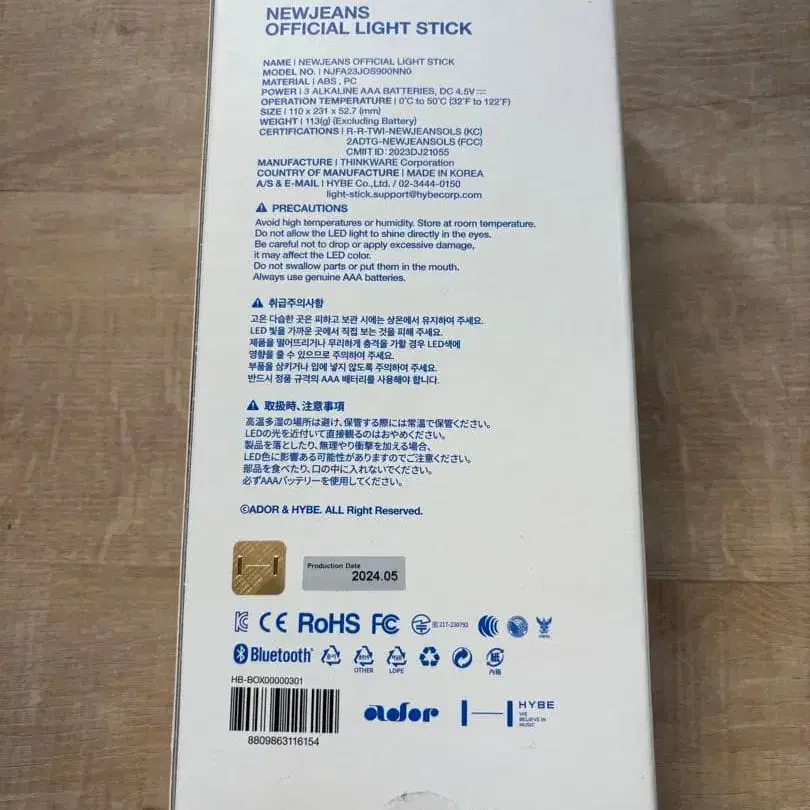 NEWJEANS
OFFICIAL LIGHT STICK
NAME | NEWJEANS OFFICIAL LIGHT STICK
MODEL NO. | NJFA23JOS900NN0
MATERIAL | ABS , PC
POWER | 3 ALKALINE AAA BATTERIES, DC 4.5V
OPERATION TEMPERATURE | 0°C to 50°C (32°F to 122°F)
SIZE | 110 x 231 x 52.7 (mm)
WEIGHT | 113(g) (Excluding Battery)
CERTIFICATIONS | R-R-TWI-NEWJEANSOLS (KC)
2ADTG-NEWJEANSOLS (FCC)
CMIIT ID: 2023DJ21055
MANUFACTURE | THINKWARE Corporation
COUNTRY OF MANUFACTURE | MADE IN KOREA
A/S & E-MAIL | HYBE Co.,Ltd. / 02-3444-0150
light-stick.support@hybecorp.com
⚠ PRECAUTIONS
Avoid high temperatures or humidity. Store at room temperature.
Do not allow the LED light to shine directly in the eyes.
Be careful not to drop or apply excessive damage,
it may affect the LED color.
Do not swallow parts or put them in the mouth.
Always use genuine AAA batteries.
⚠ 취급주의사항
고온 다습한 곳은 피하고 보관 시에는 상온에서 유지하여 주세요.
LED 빛을 가까운 곳에서 직접 보는 것을 피해 주세요.
제품을 떨어뜨리거나 무리하게 충격을 가할 경우 LED색에
영향을 줄 수 있으므로 주의하여 주세요.
부품을 삼키거나 입에 넣지 않도록 주의하여 주세요.
반드시 정품 규격의 AAA 배터리를 사용해야 합니다.
⚠ 取扱時、注意事項
高温多湿の場所は避け、保管する際には常温で保管ください。
LEDの光を近付いて直接観るのはおやめください。
製品を落としたり、無理やり衝撃を加える場合、
LED色に影響ある可能性がありますのでご注意ください。
部品を食べたり、口の中に入れないでください。
必ずAAAバッテリーを使用してください。
©ADOR & HYBE. ALL Right Reserved.
Production Date
2024.05
CE RoHS FC 217-230792
Bluetooth®
OTHER
LDPE
紙
内箱
HB-BOX00000301
8809863116154
ador
HYBE
WE
BELIEVE IN
MUSIC